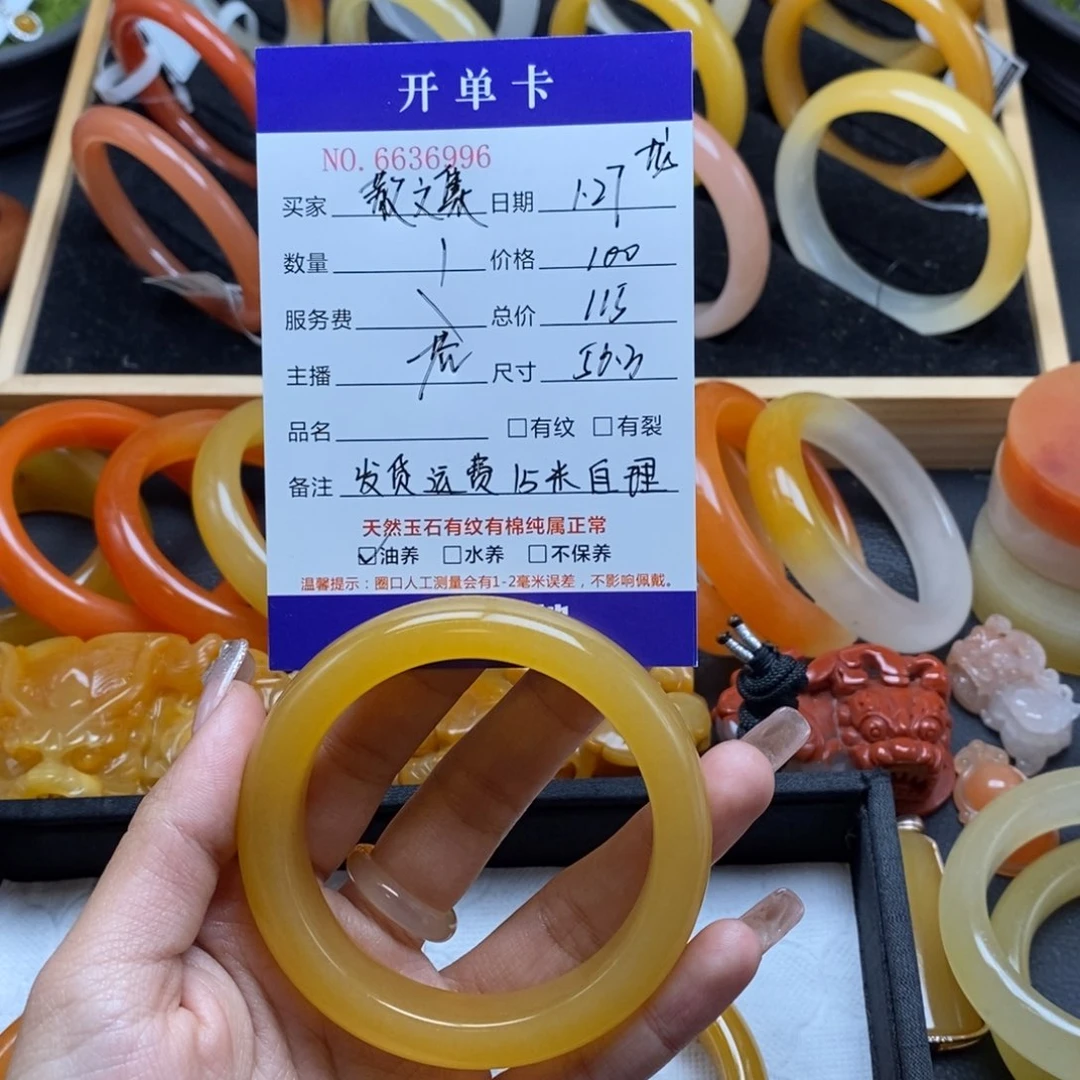 开单卡
NO. 6636996
买家 散文集 日期 1.27
数量 1 价格 100
服务费 总价 115
主播 尺寸
品名 □有纹 □有裂
备注 发货运费15米自理
天然玉石有纹有棉纯属正常
☑油养 □水养 □不保养
温馨提示：圈口人工测量会有1-2毫米误差，不影响佩戴。